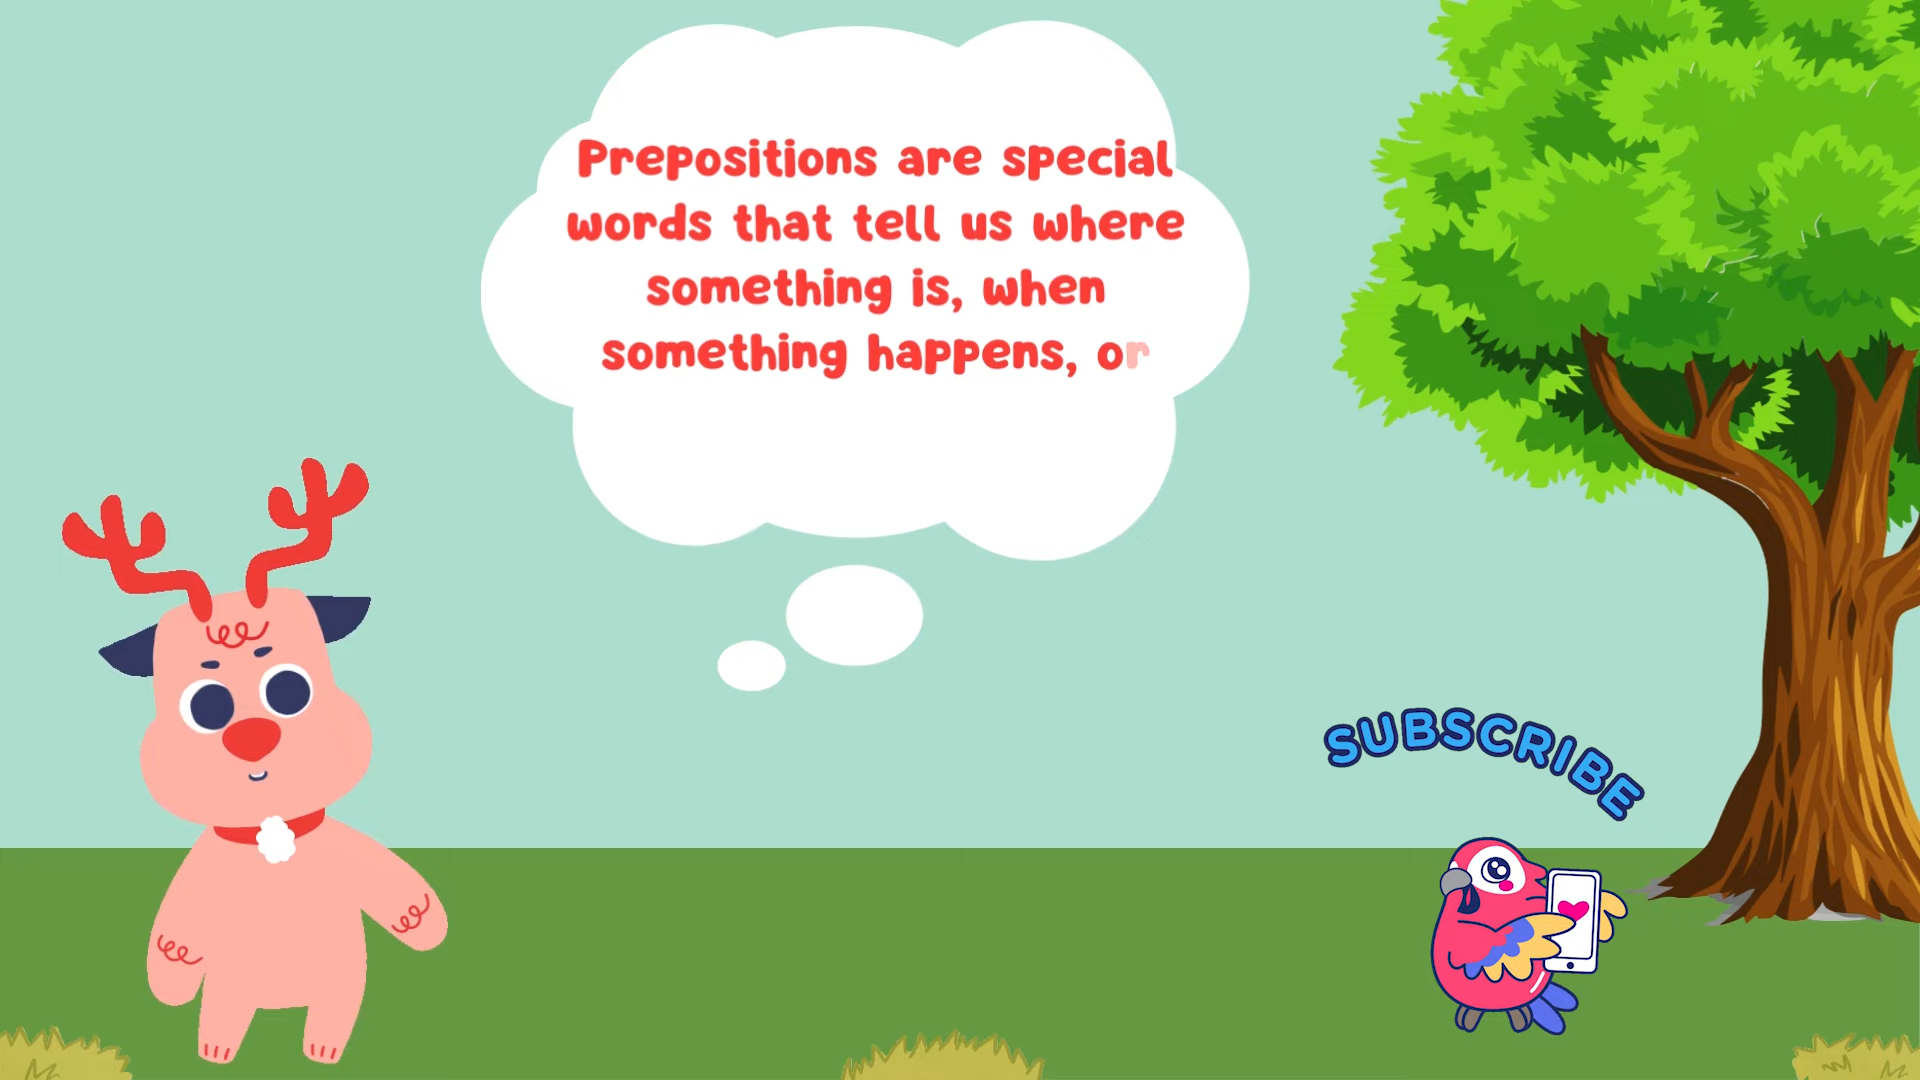 Prepositions are special
words that tell us where
something is, when
something happens, or
SUBSCRIBE